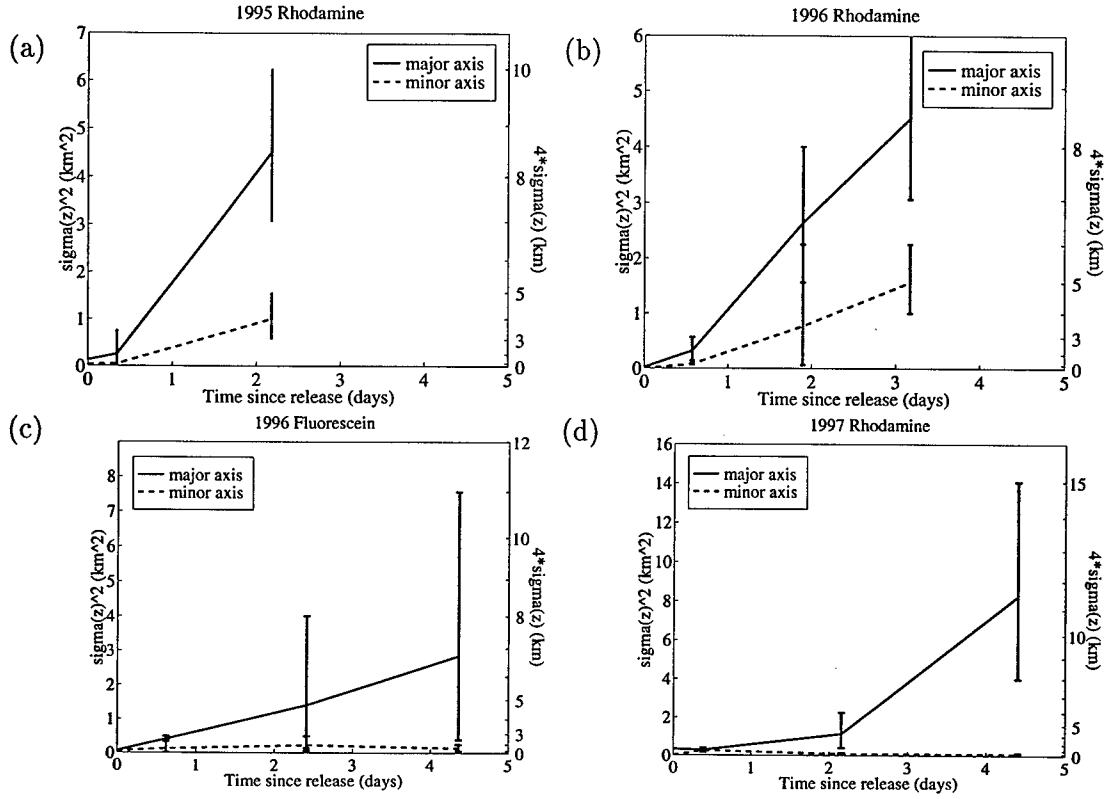 1995 Rhodamine
(a)
7
6
5
4
3
2
1
0
sigma(z)^2 (km^2)
major axis
minor axis
10
8
5
3
0
4*sigma(z) (km)
0 1 2 3 4 5
Time since release (days)
1996 Rhodamine
(b)
6
5
4
3
2
1
0
sigma(z)^2 (km^2)
major axis
minor axis
8
5
3
0
4*sigma(z) (km)
0 1 2 3 4 5
Time since release (days)
1996 Fluorescein
(c)
8
7
6
5
4
3
2
1
0
sigma(z)^2 (km^2)
major axis
minor axis
12
10
8
5
3
0
4*sigma(z) (km)
0 1 2 3 4 5
Time since release (days)
1997 Rhodamine
(d)
16
14
12
10
8
6
4
2
0
sigma(z)^2 (km^2)
major axis
minor axis
15
10
5
3
0
4*sigma(z) (km)
0 1 2 3 4 5
Time since release (days)